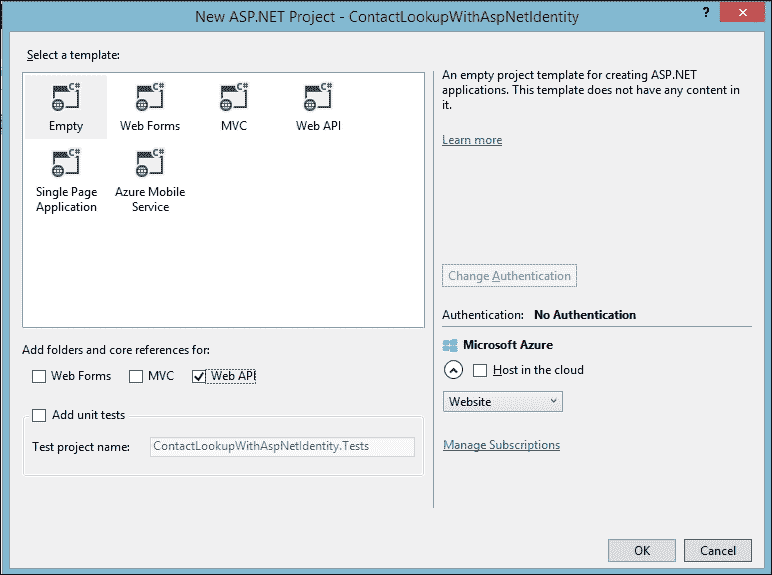 New ASP.NET Project - ContactLookupWithAspNetIdentity
?
Select a template:
C#
Empty
C#
Web Forms
C#
MVC
C#
Web API
C#
Single Page
Application
C#
Azure Mobile
Service
Add folders and core references for:
Web Forms
MVC
Web API
Add unit tests
Test project name:
ContactLookupWithAspNetIdentity.Tests
An empty project template for creating ASP.NET
applications. This template does not have any content in
it.
Learn more
Change Authentication
Authentication: No Authentication
Microsoft Azure
Host in the cloud
Website
Manage Subscriptions
OK
Cancel